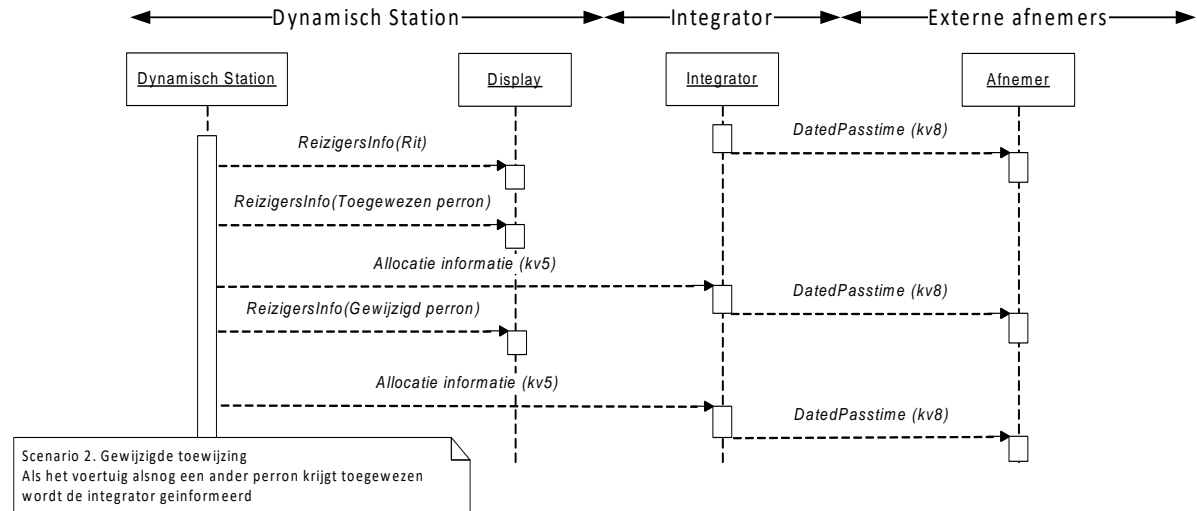 Dynamisch Station
Integrator
Externe afnemers
Dynamisch Station
Display
Integrator
Afnemer
ReizigersInfo(Rit)
DatedPasstime (kv8)
ReizigersInfo(Toegewezen perron)
Allocatie informatie (kv5)
DatedPasstime (kv8)
ReizigersInfo(Gewijzigd perron)
Allocatie informatie (kv5)
DatedPasstime (kv8)
Scenario 2. Gewijzigde toewijzing
Als het voertuig alsnog een ander perron krijgt toegewezen
wordt de integrator geinformeerd